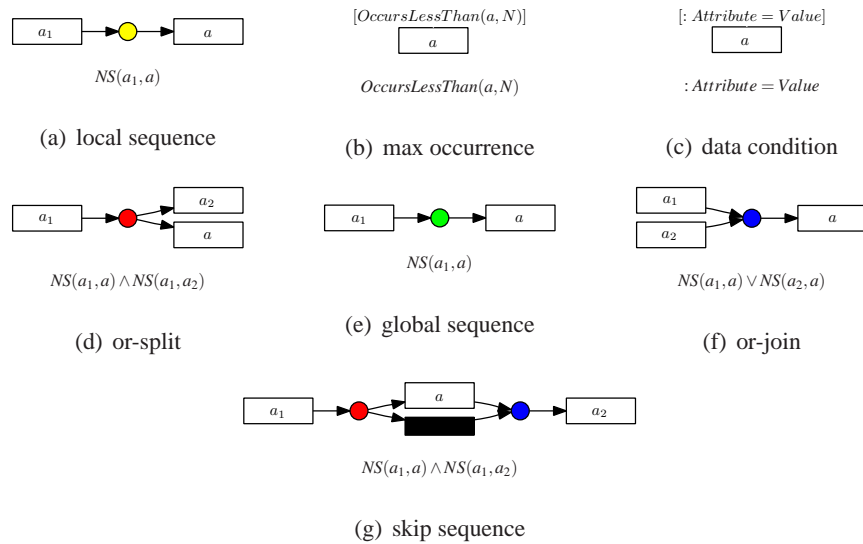 a₁ a
NS(a₁,a)
(a) local sequence
[OccursLessThan(a, N)]
a
OccursLessThan(a,N)
(b) max occurrence
[: Attribute = Value]
a
: Attribute = Value
(c) data condition
a₁ a₂
a
NS(a₁,a) ∧ NS(a₁,a₂)
(d) or-split
a₁ a
NS(a₁,a)
(e) global sequence
a₁
a₂ a
NS(a₁,a) ∨ NS(a₂,a)
(f) or-join
a₁ a a₂
NS(a₁,a) ∧ NS(a₁,a₂)
(g) skip sequence